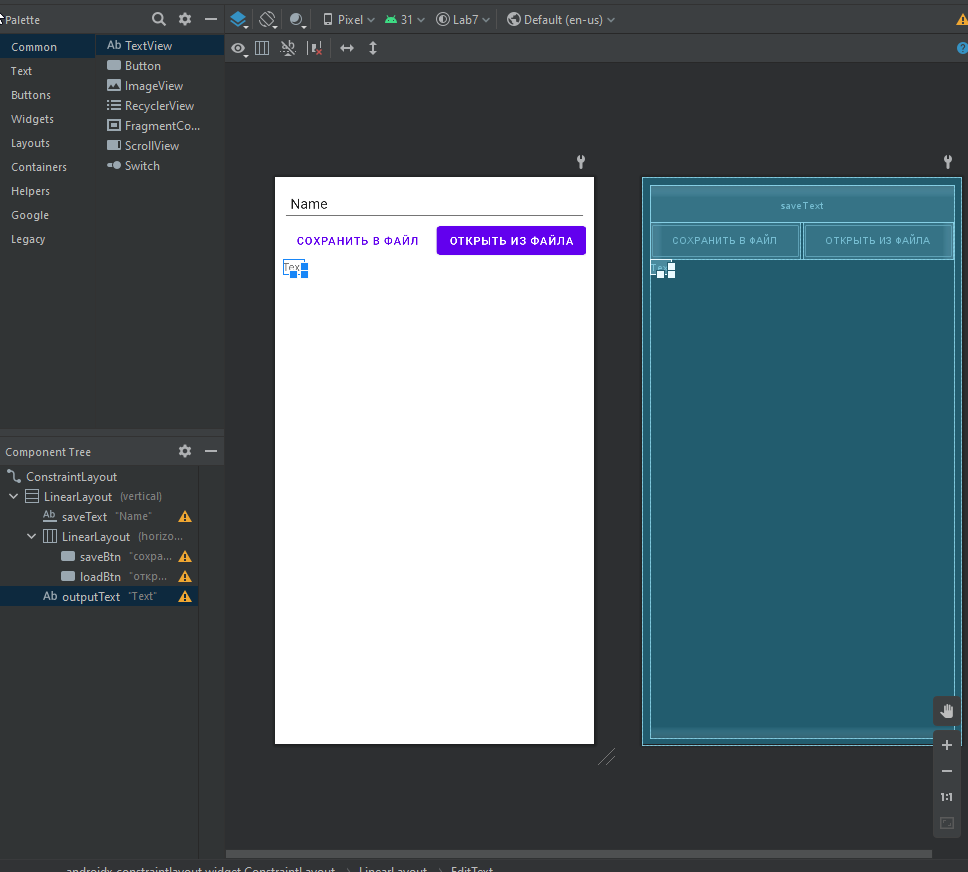 Palette
Pixel 31 Lab7 Default (en-us)
Common
Text
Buttons
Widgets
Layouts
Containers
Helpers
Google
Legacy
Ab TextView
Button
ImageView
RecyclerView
FragmentCo...
ScrollView
Switch
Name
СОХРАНИТЬ В ФАЙЛ ОТКРЫТЬ ИЗ ФАЙЛА
saveText
СОХРАНИТЬ В ФАЙЛ ОТКРЫТЬ ИЗ ФАЙЛА
Component Tree
ConstraintLayout
LinearLayout (vertical)
Ab saveText "Name"
LinearLayout (horizo...
saveBtn "сохра...
loadBtn "откр...
Ab outputText "Text"
1:1
androidx.constraintlayout.widget.ConstraintLayout LinearLayout EditText